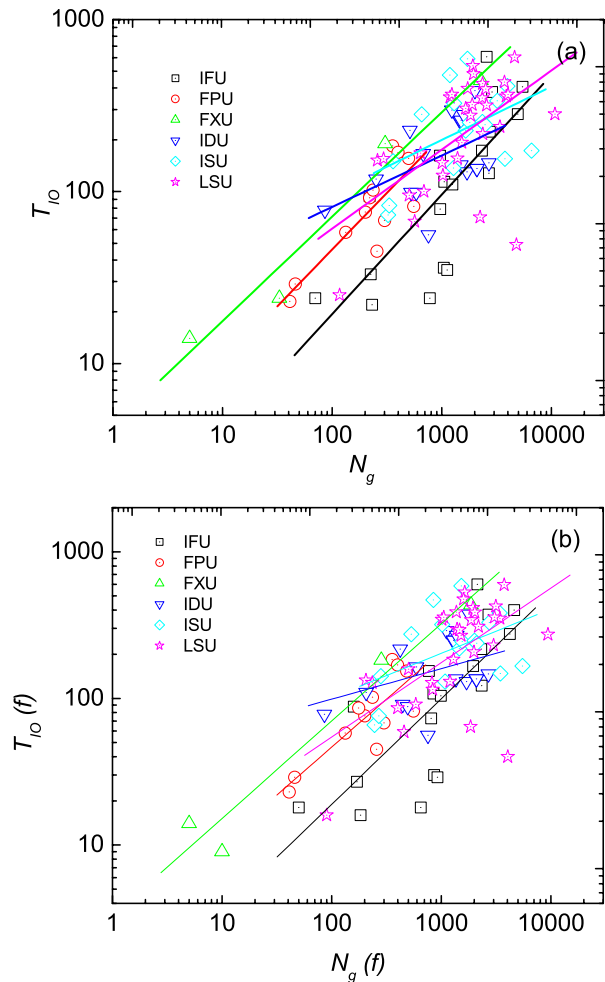 1000
(a)
IFU
FPU
FXU
IDU
ISU
LSU
100
T_IO
10
1 10 100 1000 10000
N_g
(b)
1000
IFU
FPU
FXU
IDU
ISU
LSU
100
T_IO (f)
10
1 10 100 1000 10000
N_g (f)